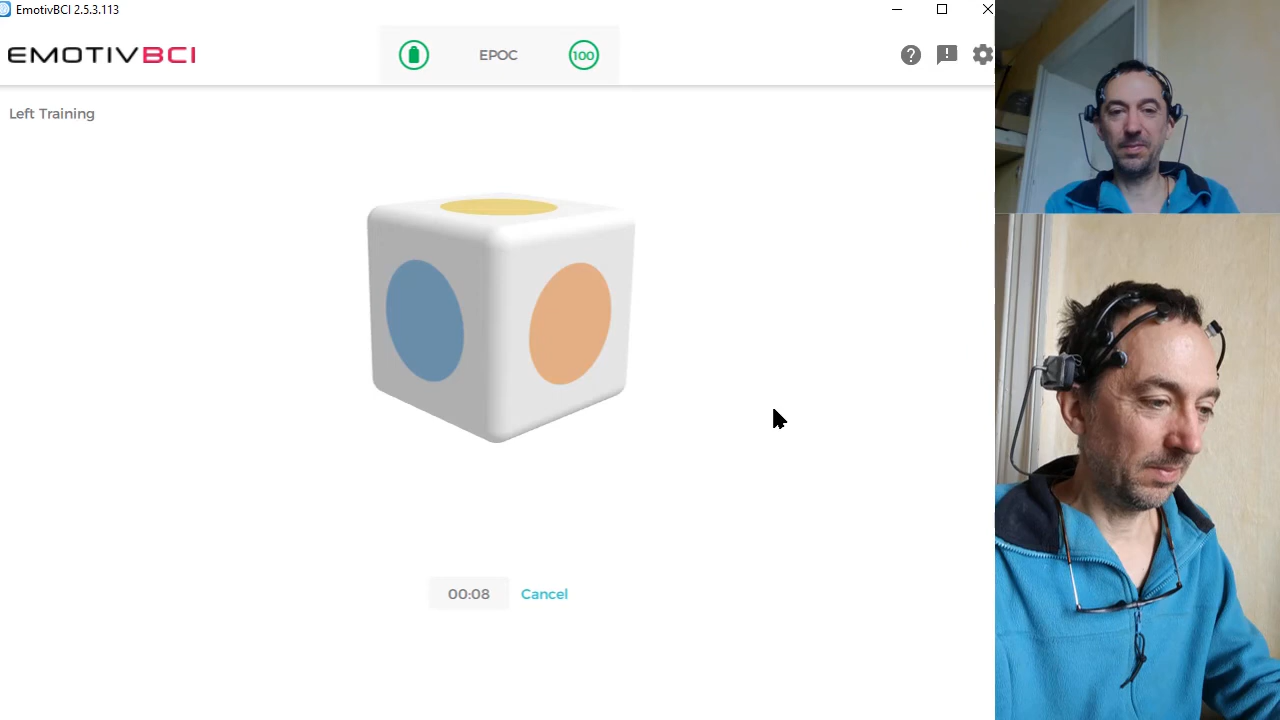 EmotivBCI 2.5.3.113
EMOTIVBCI
EPOC
100
Left Training
00:08
Cancel